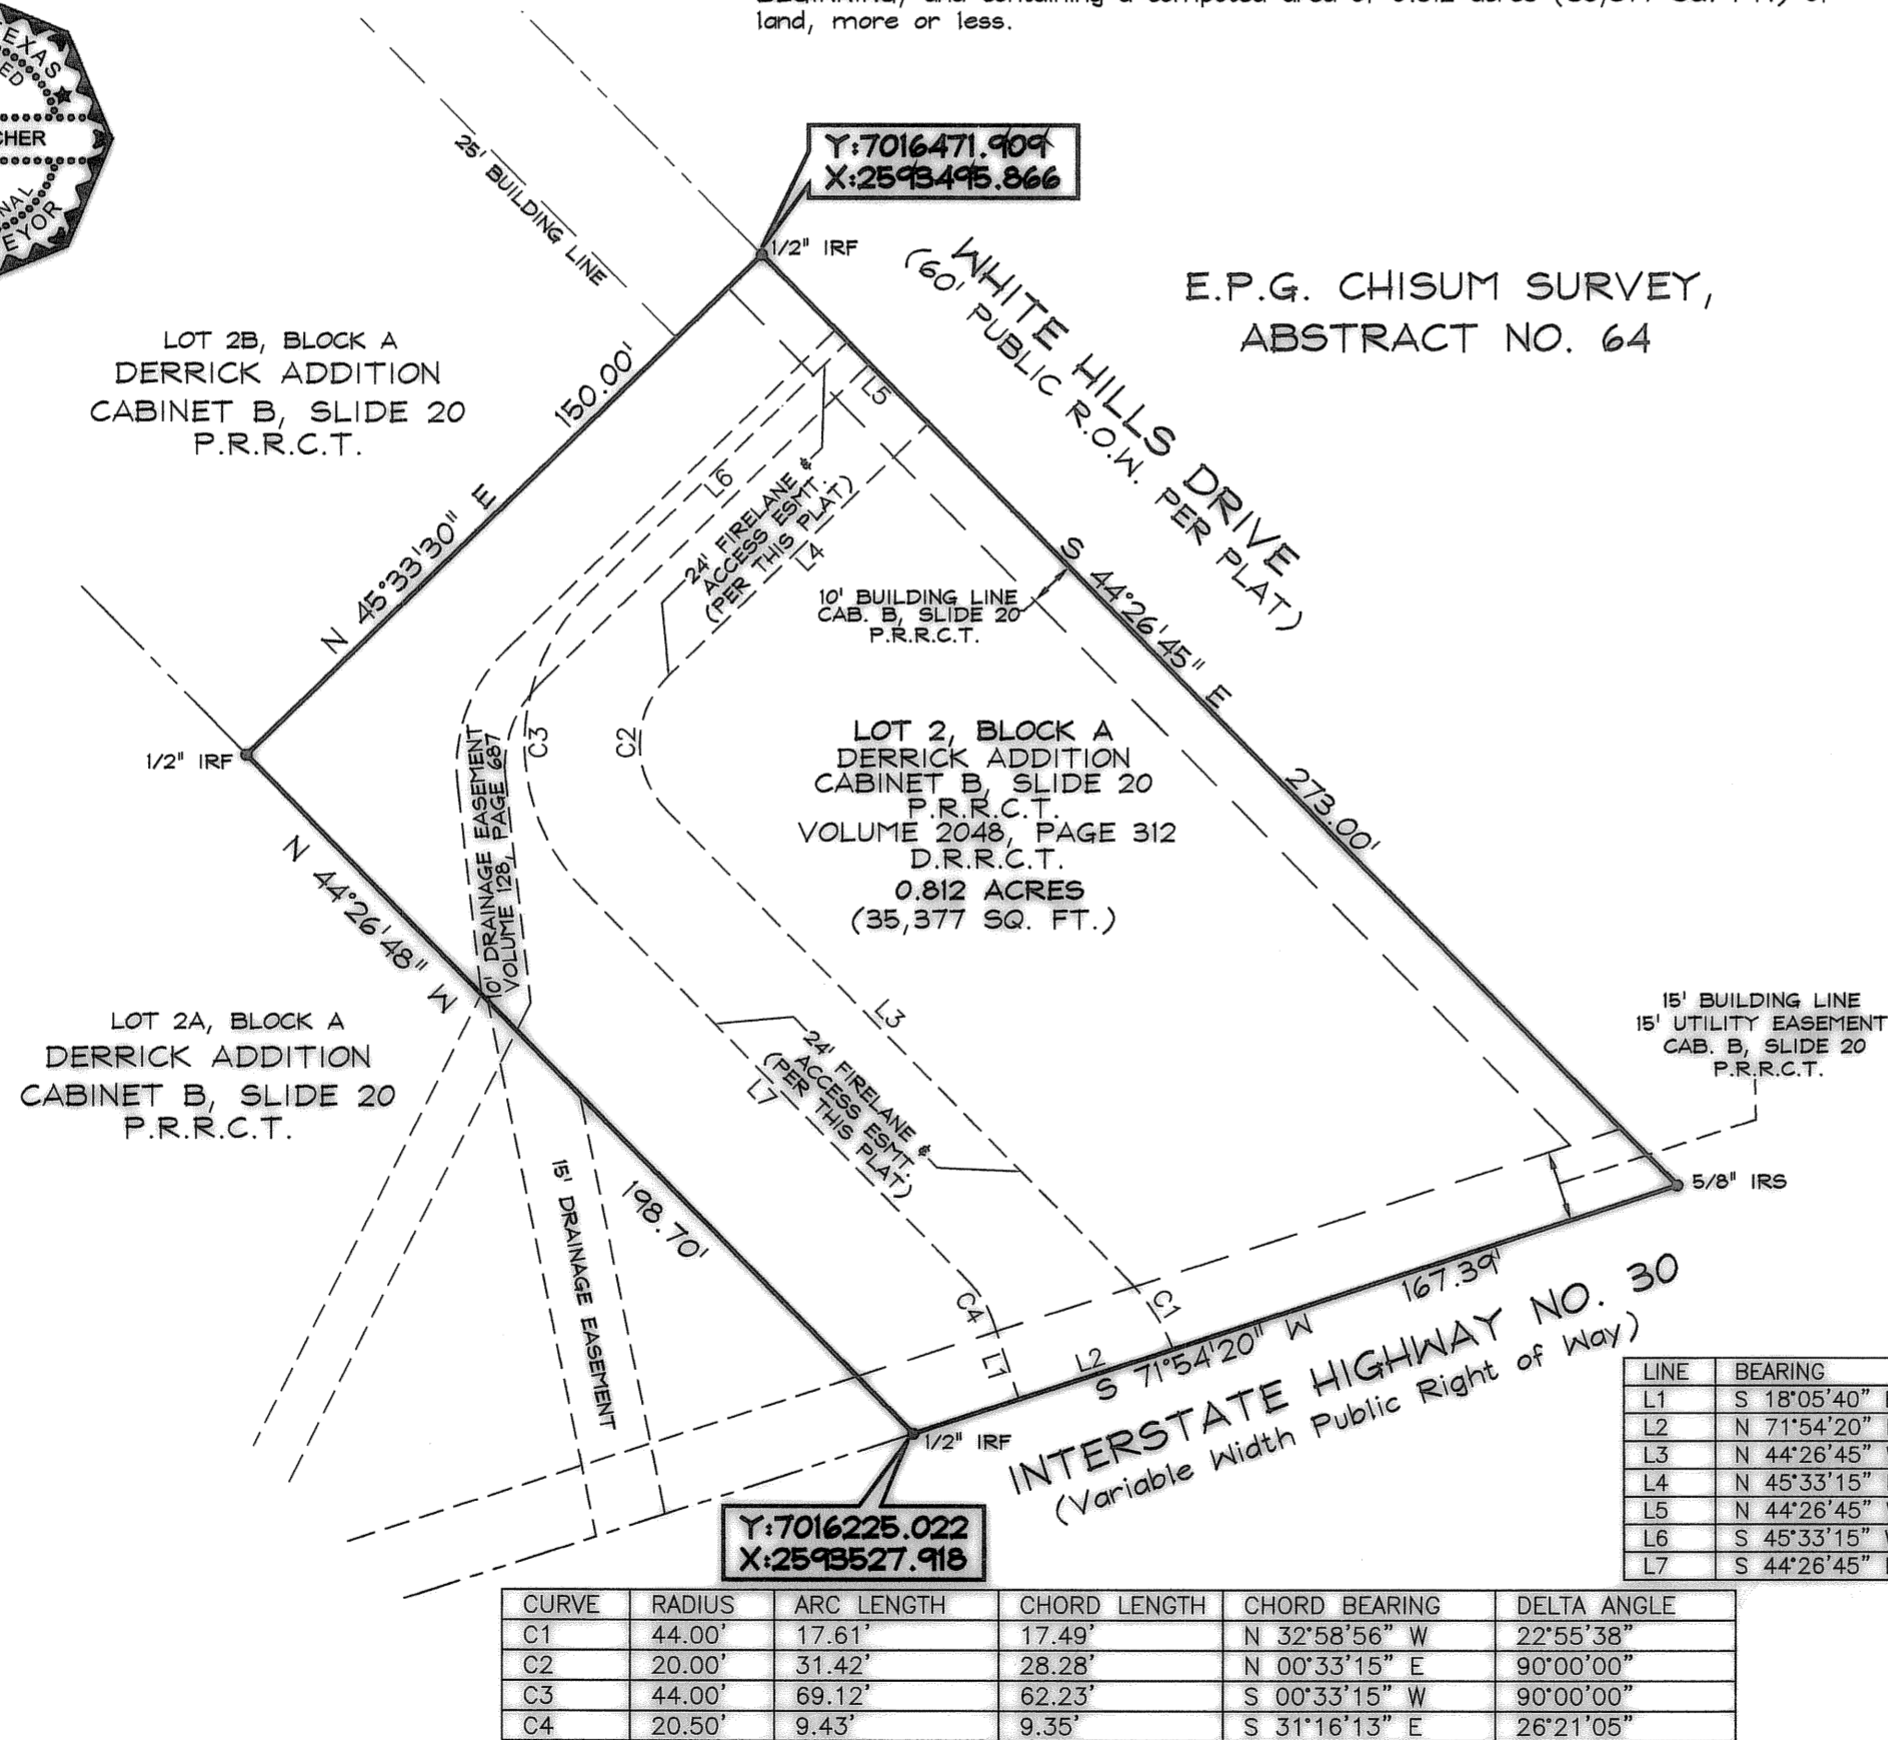 land, more or less.
TEXAS
CHER
Y:7016471.909
X:2593495.866
25' BUILDING LINE
1/2" IRF
WHITE HILLS DRIVE
(60' PUBLIC R.O.W. PER PLAT)
E.P.G. CHISUM SURVEY,
ABSTRACT NO. 64
LOT 2B, BLOCK A
DERRICK ADDITION
CABINET B, SLIDE 20
P.R.R.C.T.
N 45°33'30" E
150.00'
L5
L6
24' FIRELANE &
ACCESS ESMT.
(PER THIS PLAT)
L4
10' BUILDING LINE
CAB. B, SLIDE 20
P.R.R.C.T.
S 44°26'45" E
273.00'
1/2" IRF
10' DRAINAGE EASEMENT
VOLUME 128, PAGE 687
C3
C2
LOT 2, BLOCK A
DERRICK ADDITION
CABINET B, SLIDE 20
P.R.R.C.T.
VOLUME 2048, PAGE 312
D.R.R.C.T.
0.812 ACRES
(35,377 SQ. FT.)
N 44°26'48" W
198.70'
LOT 2A, BLOCK A
DERRICK ADDITION
CABINET B, SLIDE 20
P.R.R.C.T.
L3
24' FIRELANE &
ACCESS ESMT.
(PER THIS PLAT)
L7
15' BUILDING LINE
15' UTILITY EASEMENT
CAB. B, SLIDE 20
P.R.R.C.T.
5/8" IRS
15' DRAINAGE EASEMENT
C4
L1
L2
C1
S 71°54'20" W
167.39'
INTERSTATE HIGHWAY NO. 30
(Variable Width Public Right of Way)
1/2" IRF
Y:7016225.022
X:2593527.918
LINE BEARING
L1 S 18°05'40"
L2 N 71°54'20"
L3 N 44°26'45"
L4 N 45°33'15"
L5 N 44°26'45"
L6 S 45°33'15"
L7 S 44°26'45"
CURVE RADIUS ARC LENGTH CHORD LENGTH CHORD BEARING DELTA ANGLE
C1 44.00' 17.61' 17.49' N 32°58'56" W 22°55'38"
C2 20.00' 31.42' 28.28' N 00°33'15" E 90°00'00"
C3 44.00' 69.12' 62.23' S 00°33'15" W 90°00'00"
C4 20.50' 9.43' 9.35' S 31°16'13" E 26°21'05"